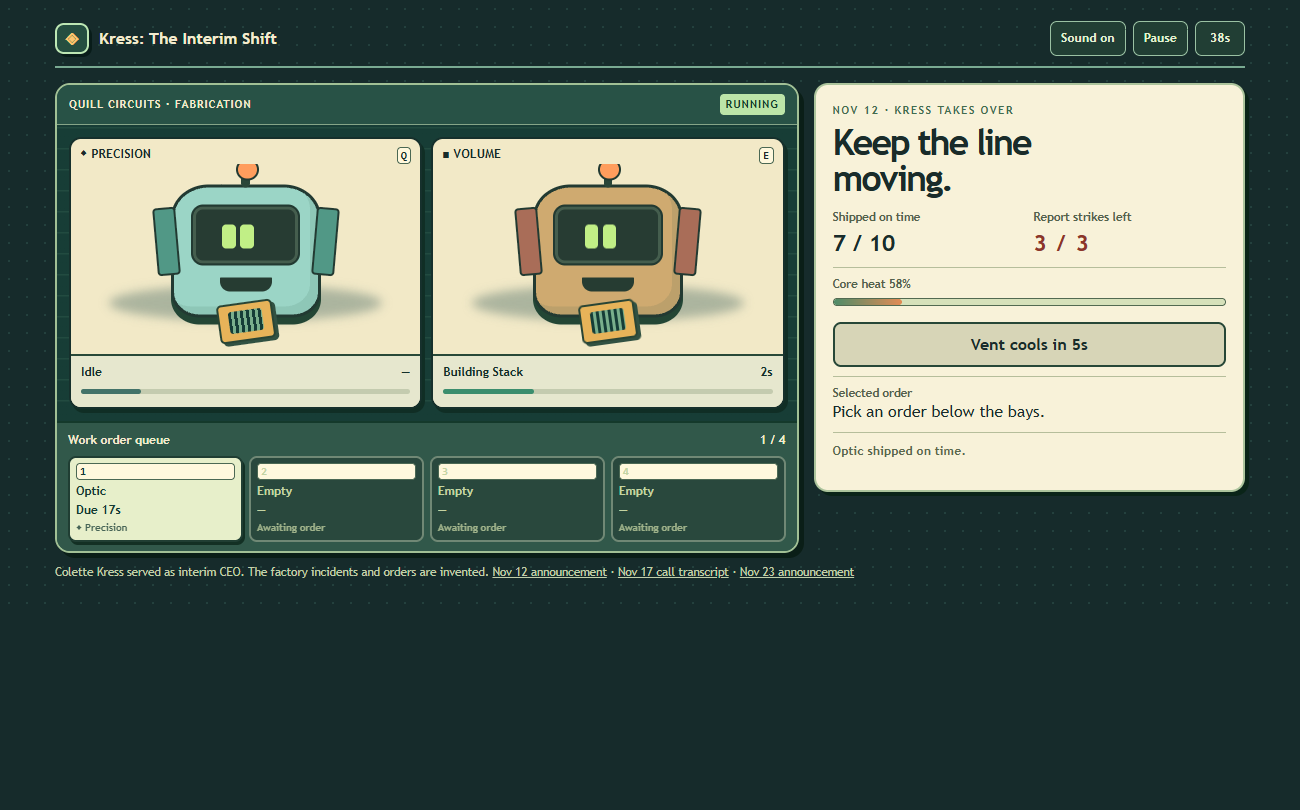 Kress: The Interim Shift
Sound on
Pause
38s
QUILL CIRCUITS · FABRICATION
RUNNING
✦ PRECISION
Q
■ VOLUME
E
Idle
—
Building Stack
2s
Work order queue
1 / 4
1
Optic
Due 17s
✦ Precision
2
Empty
—
Awaiting order
3
Empty
—
Awaiting order
4
Empty
—
Awaiting order
NOV 12 · KRESS TAKES OVER
Keep the line
moving.
Shipped on time
7 / 10
Report strikes left
3 / 3
Core heat 58%
Vent cools in 5s
Selected order
Pick an order below the bays.
Optic shipped on time.
Colette Kress served as interim CEO. The factory incidents and orders are invented. Nov 12 announcement · Nov 17 call transcript · Nov 23 announcement